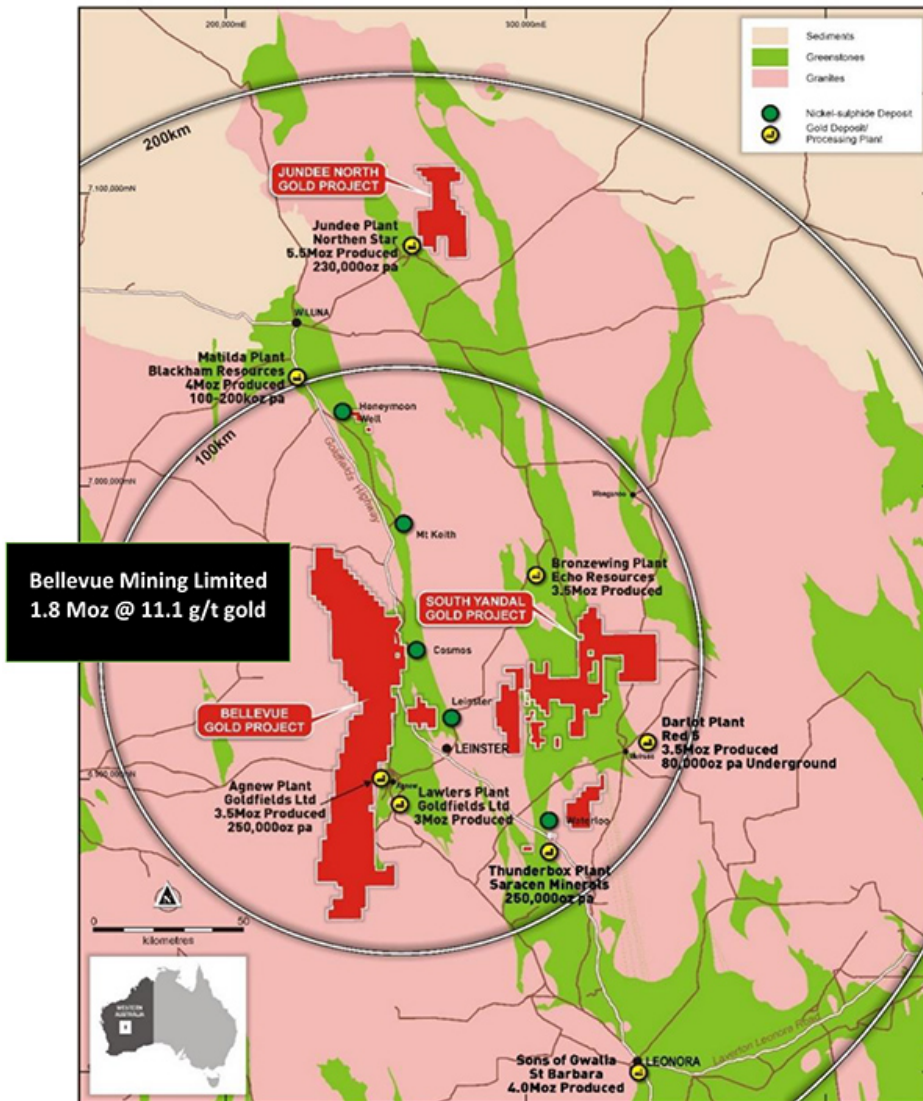 200,000mE
300,000mE
Sediments
Greenstones
Granites
Nickel-sulphide Deposit
Gold Deposit/
Processing Plant
200km
7,100,000mN
JUNDEE NORTH
GOLD PROJECT
Jundee Plant
Northen Star
5.5Moz Produced
230,000oz pa
WILUNA
Matilda Plant
Blackham Resources
4Moz Produced
100-200koz pa
Honeymoon
Well
100km
Goldfields Highway
7,000,000mN
Mt Keith
Bellevue Mining Limited
1.8 Moz @ 11.1 g/t gold
Bronzewing Plant
Echo Resources
3.5Moz Produced
SOUTH YANDAL
GOLD PROJECT
Cosmos
Leinster
BELLEVUE
GOLD PROJECT
LEINSTER
Darlot Plant
Red 5
3.5Moz Produced
80,000oz pa Underground
Agnew Plant
Goldfields Ltd
3.5Moz Produced
250,000oz pa
Agnew
Lawlers Plant
Goldfields Ltd
3Moz Produced
Waterloo
Thunderbox Plant
Saracen Minerals
250,000oz pa
N
0
50
kilometres
WESTERN
AUSTRALIA
Laverton Leonora Road
Sons of Gwalia
St Barbara
4.0Moz Produced
LEONORA